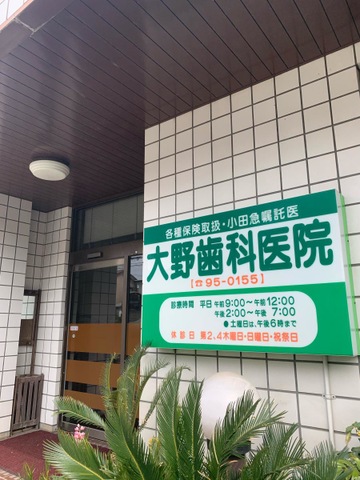 各種保険取扱・小田急嘱託医
大野歯科医院
【☎95-0155】
診療時間 平日 午前9:00～午前12:00
午後2:00～午後 7:00
●土曜日は、午後6時まで
休診日 第2、4木曜日・日曜日・祝祭日